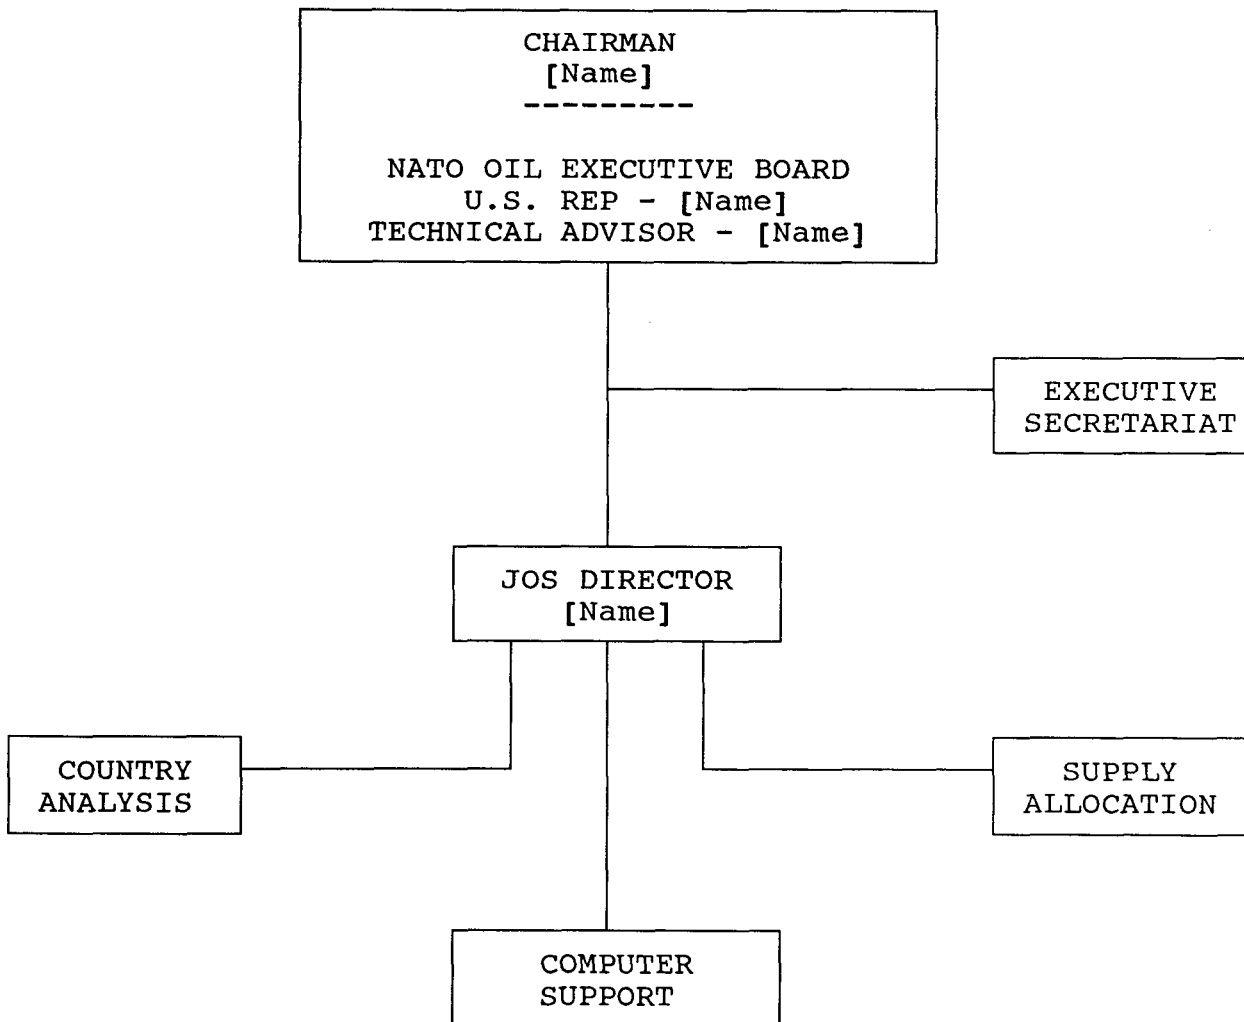 CHAIRMAN
[Name]
---------
NATO OIL EXECUTIVE BOARD
U.S. REP - [Name]
TECHNICAL ADVISOR - [Name]
EXECUTIVE
SECRETARIAT
JOS DIRECTOR
[Name]
COUNTRY
ANALYSIS
SUPPLY
ALLOCATION
COMPUTER
SUPPORT